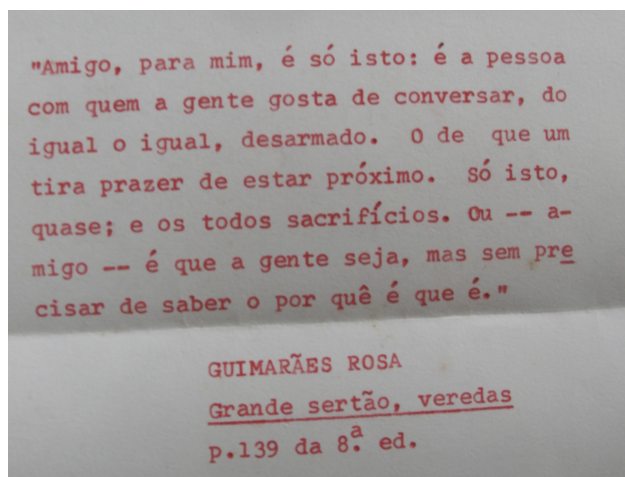 "Amigo, para mim, é só isto: é a pessoa
com quem a gente gosta de conversar, do
igual o igual, desarmado. O de que um
tira prazer de estar próximo. Só isto,
quase; e os todos sacrifícios. Ou -- a-
migo -- é que a gente seja, mas sem pre
cisar de saber o por quê é que é."
GUIMARÃES ROSA
Grande sertão, veredas
p.139 da 8ª. ed.